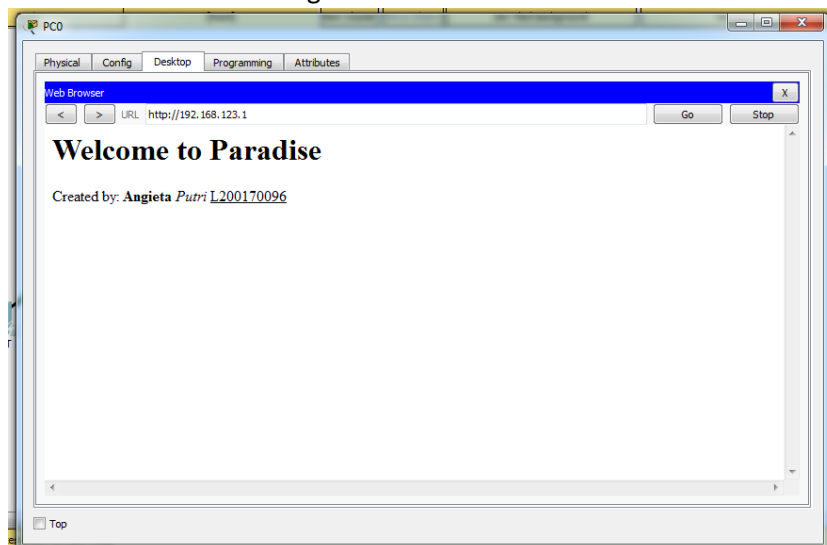 PC0
Physical Config Desktop Programming Attributes
Web Browser
X
< > URL http://192.168.123.1 Go Stop
Welcome to Paradise
Created by: Angieta Putri L200170096
Top